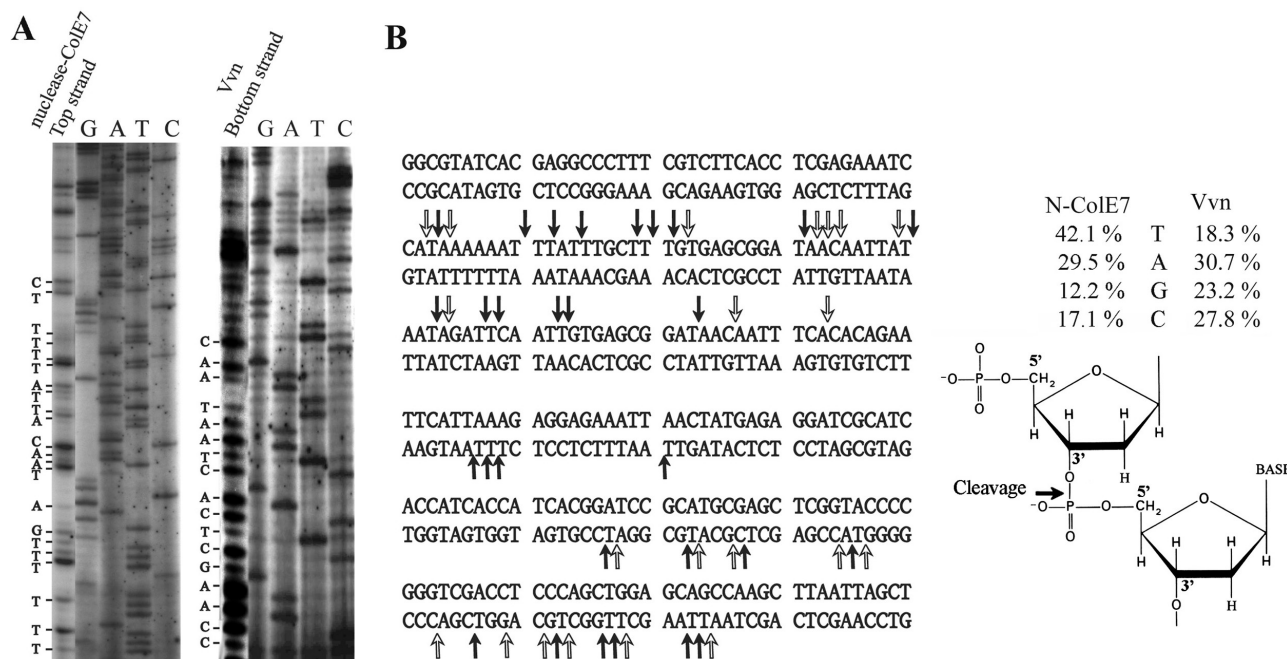 A
nuclease-ColE7
Top strand
G A T C
C
T
T
T
T
T
A
T
T
A
C
A
A
T
A
G
T
T
T
T
T
T
Vvn
Bottom strand
G A T C
C
A
A
T
A
A
T
C
A
C
T
C
G
A
A
C
C
B
GGCGTATCAC GAGGCCCTTT CGTCTTCACC TCGAGAAATC
CCGCATAGTG CTCCGGGAAA GCAGAAGTGG AGCTCTTTAG
CATAAAAAAT TTATTTGCTT TGTGAGCGGA TAACAATTAT
GTATTTTTTA AATAAACGAA ACACTCGCCT ATTGTTAATA
AATAGATTCA ATTGTGAGCG GATAACAATT TCACACAGAA
TTATCTAAGT TAACACTCGC CTATTGTTAA AGTGTGTCTT
TTCATTAAAG AGGAGAAATT AACTATGAGA GGATCGCATC
AAGTAATTTC TCCTCTTTAA TTGATACTCT CCTAGCGTAG
ACCATCACCA TCACGGATCC GCATGCGAGC TCGGTACCCC
TGGTAGTGGT AGTGCCTAGG CGTACGCTCG AGCCATGGGG
GGGTCGACCT CCCAGCTGGA GCAGCCAAGC TTAATTAGCT
CCCAGCTGGA CGTCGGTTCG AATTAATCGA CTCGAACCTG
N-ColE7 Vvn
42.1 % T 18.3 %
29.5 % A 30.7 %
12.2 % G 23.2 %
17.1 % C 27.8 %
O
⁻O P O CH₂ 5' O
O
H H
H H
3' H
O
Cleavage
⁻O P O CH₂ 5' O BASE
O
H H
H H
3' H
O